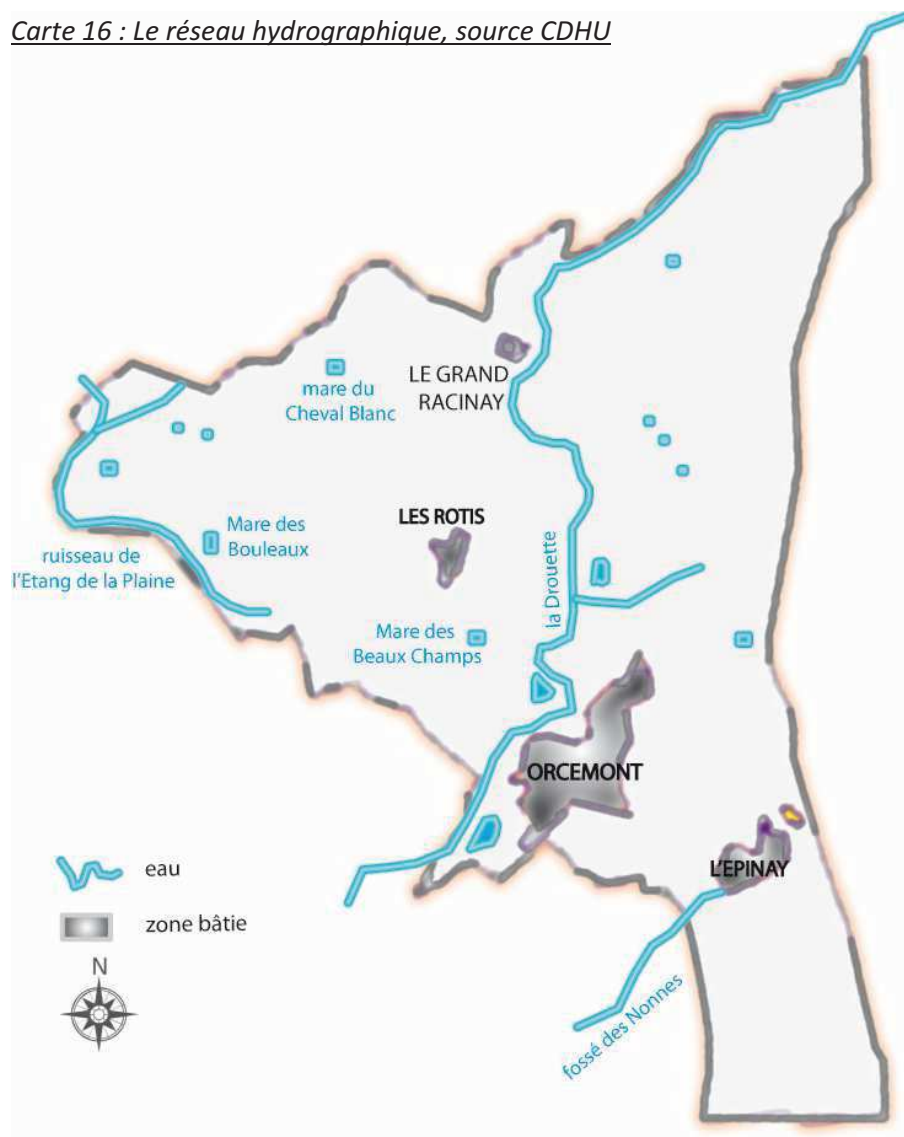 Carte 16 : Le réseau hydrographique, source CDHU
LE GRAND
RACINAY
mare du
Cheval Blanc
LES ROTIS
Mare des
Bouleaux
ruisseau de
l'Etang de la Plaine
la Drouette
Mare des
Beaux Champs
ORCEMONT
L'EPINAY
eau
zone bâtie
N
fossé des Nonnes